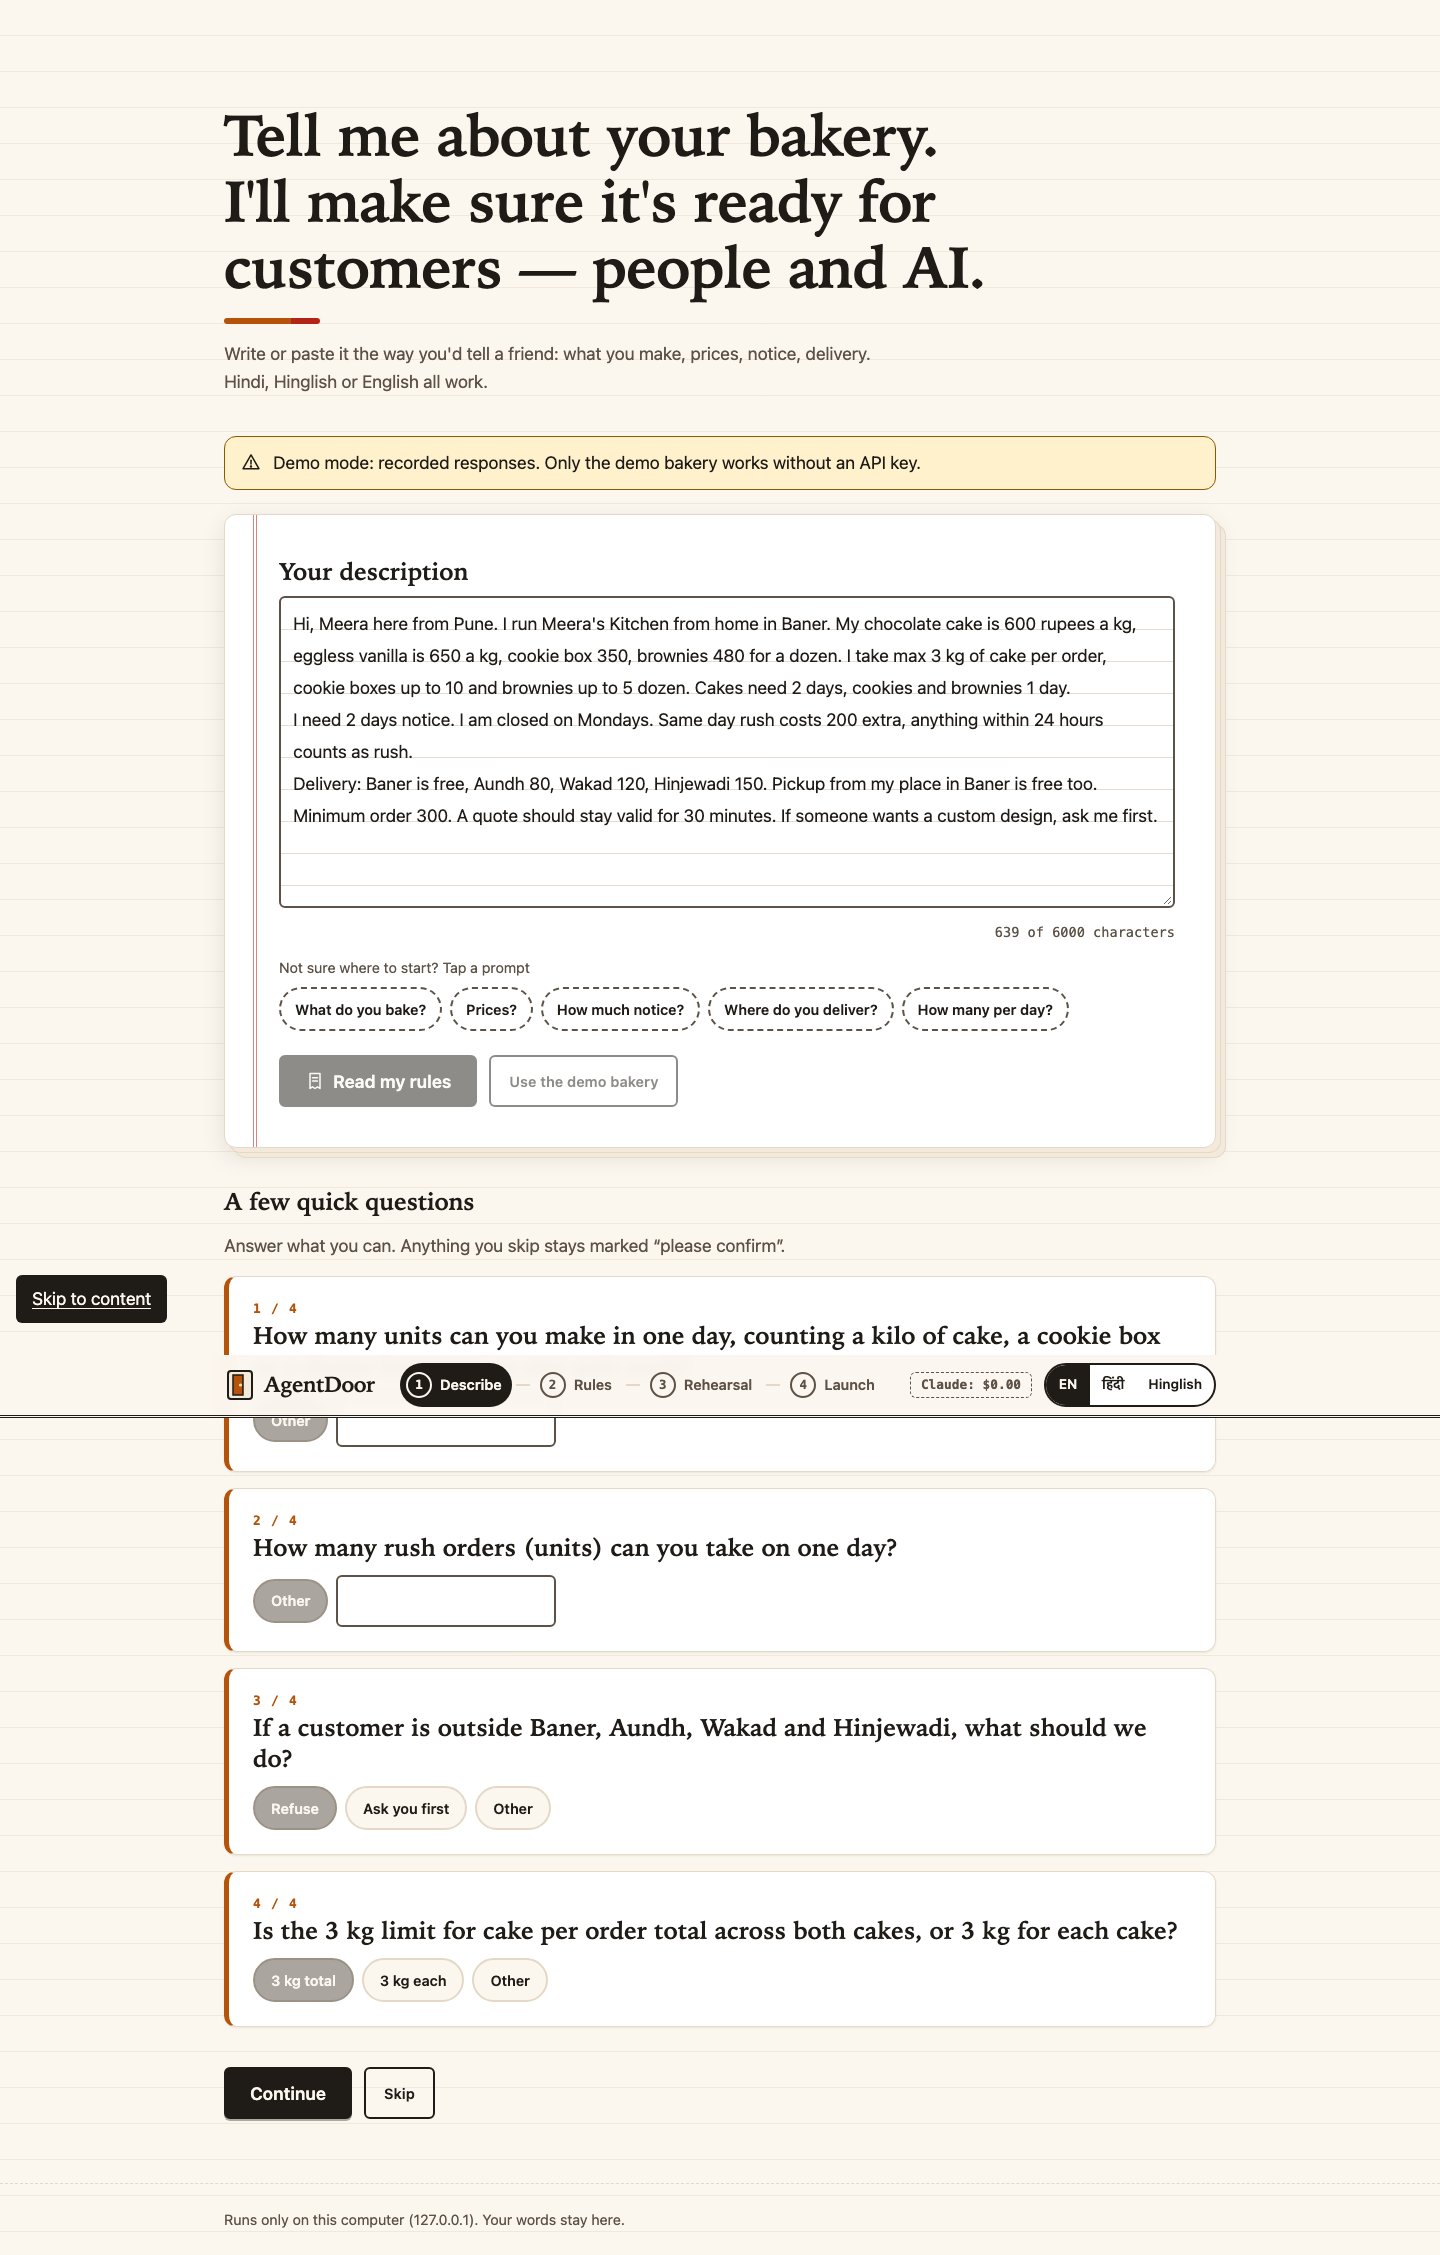 Tell me about your bakery.
I'll make sure it's ready for
customers — people and AI.
Write or paste it the way you'd tell a friend: what you make, prices, notice, delivery.
Hindi, Hinglish or English all work.
Demo mode: recorded responses. Only the demo bakery works without an API key.
Your description
Hi, Meera here from Pune. I run Meera's Kitchen from home in Baner. My chocolate cake is 600 rupees a kg,
eggless vanilla is 650 a kg, cookie box 350, brownies 480 for a dozen. I take max 3 kg of cake per order,
cookie boxes up to 10 and brownies up to 5 dozen. Cakes need 2 days, cookies and brownies 1 day.
I need 2 days notice. I am closed on Mondays. Same day rush costs 200 extra, anything within 24 hours
counts as rush.
Delivery: Baner is free, Aundh 80, Wakad 120, Hinjewadi 150. Pickup from my place in Baner is free too.
Minimum order 300. A quote should stay valid for 30 minutes. If someone wants a custom design, ask me first.
639 of 6000 characters
Not sure where to start? Tap a prompt
What do you bake? Prices? How much notice? Where do you deliver? How many per day?
Read my rules Use the demo bakery
A few quick questions
Answer what you can. Anything you skip stays marked “please confirm”.
Skip to content
1 / 4
How many units can you make in one day, counting a kilo of cake, a cookie box
AgentDoor 1 Describe 2 Rules 3 Rehearsal 4 Launch Claude: $0.00 EN हिंदी Hinglish
Other
2 / 4
How many rush orders (units) can you take on one day?
Other
3 / 4
If a customer is outside Baner, Aundh, Wakad and Hinjewadi, what should we
do?
Refuse Ask you first Other
4 / 4
Is the 3 kg limit for cake per order total across both cakes, or 3 kg for each cake?
3 kg total 3 kg each Other
Continue Skip
Runs only on this computer (127.0.0.1). Your words stay here.